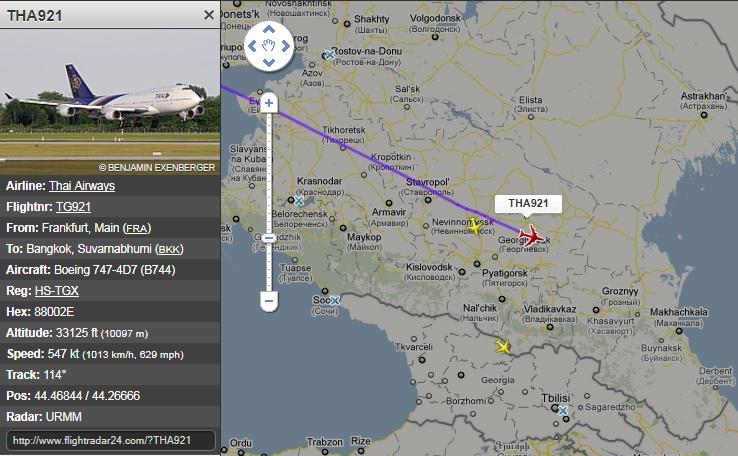 THA921
THAI
© BENJAMIN EXENBERGER
Airline: Thai Airways
Flightnr: TG921
From: Frankfurt, Main (FRA)
To: Bangkok, Suvarnabhumi (BKK)
Aircraft: Boeing 747-4D7 (B744)
Reg: HS-TGX
Hex: 88002E
Altitude: 33125 ft (10097 m)
Speed: 547 kt (1013 km/h, 629 mph)
Track: 114°
Pos: 44.46844 / 44.26666
Radar: URMM
http://www.flightradar24.com/?THA921
Donets'k
Novoshakhtinsk
(Новошахтинск)
Shakhty
(Шахты)
Volgodonsk
(Волгодонск)
Rostov-na-Donu
(Ростов-на-Дону)
Azov
(Азов)
Sal'sk
(Сальск)
Elista
(Элиста)
Astrakhan'
(Астрахань)
Tikhoretsk
(Тихорецк)
Slavyansk
na Kuba
(Славянск
на Кубани)
Kropotkin
(Кропоткин)
Krasnodar
(Краснодар)
Stavropol'
(Ставрополь)
THA921
Belorechensk
(Белореченск)
Armavir
(Армавир)
Nevinnomyssk
(Невинномысск)
Georgievsk
(Георгиевск)
Maykop
(Майкоп)
Tuapse
(Туапсе)
Kislovodsk
(Кисловодск)
Pyatigorsk
(Пятигорск)
Groznyy
(Грозный)
Sochi
(Сочи)
Nal'chik
(Нальчик)
Vladikavkaz
(Владикавказ)
Khasavyurt
(Хасавюрт)
Makhachkala
(Махачкала)
Buynaksk
(Буйнакск)
Tkvarceli
Derbent
(Дербент)
Georgia
Borzhomi
Tbilisi
Sagaredzho
Ordu
Trabzon
Rize